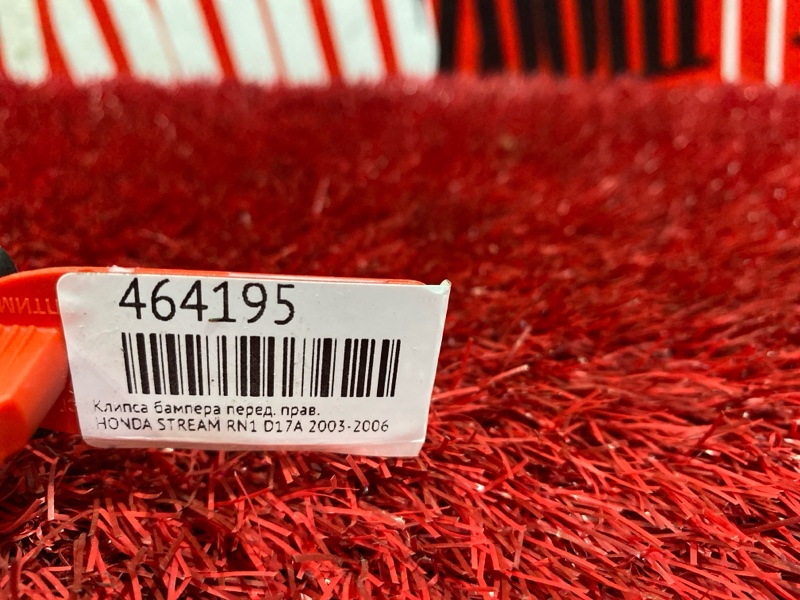 464195
Клипса бампера перед. прав.
HONDA STREAM RN1 D17A 2003-2006